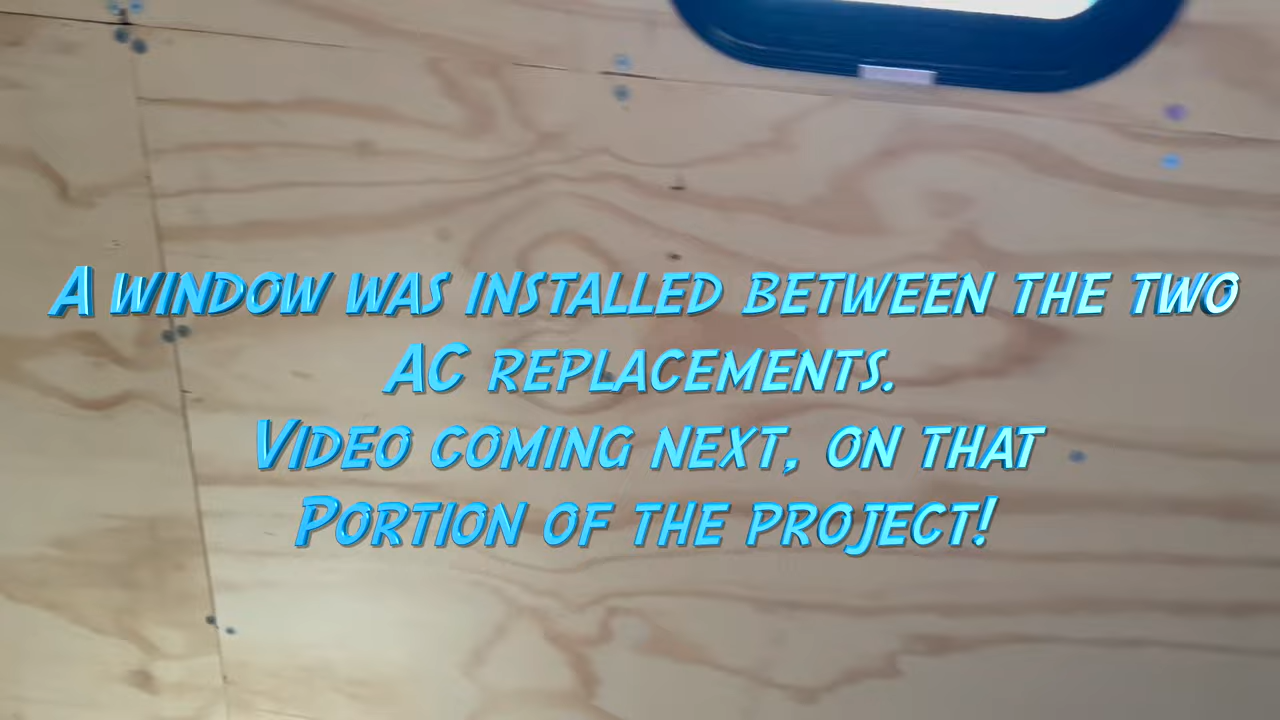 A window was installed between the two
AC replacements.
Video coming next, on that
Portion of the project!